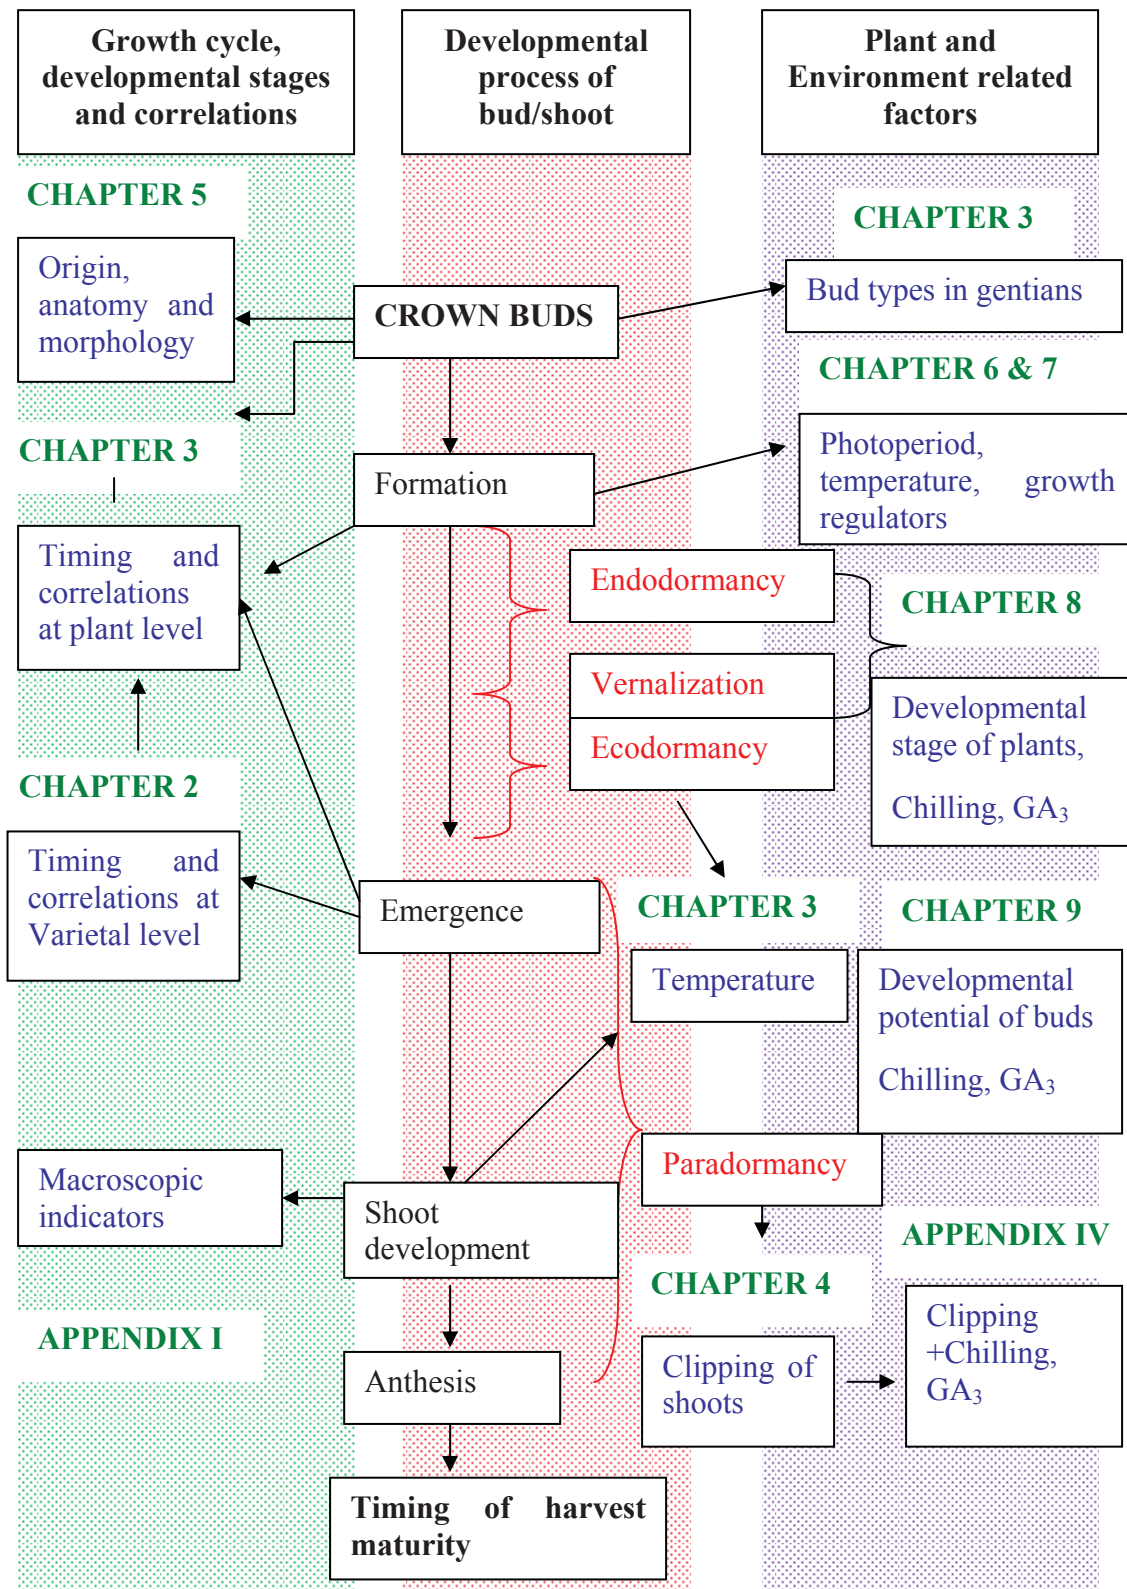 Growth cycle,
developmental stages
and correlations
Developmental
process of
bud/shoot
Plant and
Environment related
factors
CHAPTER 5
CHAPTER 3
Origin,
anatomy and
morphology
CROWN BUDS
Bud types in gentians
CHAPTER 6 & 7
CHAPTER 3
Formation
Photoperiod,
temperature, growth
regulators
Timing and
correlations
at plant level
Endodormancy
CHAPTER 8
Vernalization
Ecodormancy
Developmental
stage of plants,
Chilling, GA₃
CHAPTER 2
Timing and
correlations at
Varietal level
Emergence
CHAPTER 3
CHAPTER 9
Temperature
Developmental
potential of buds
Chilling, GA₃
Paradormancy
Macroscopic
indicators
Shoot
development
APPENDIX IV
CHAPTER 4
APPENDIX I
Anthesis
Clipping of
shoots
Clipping
+Chilling,
GA₃
Timing of harvest
maturity